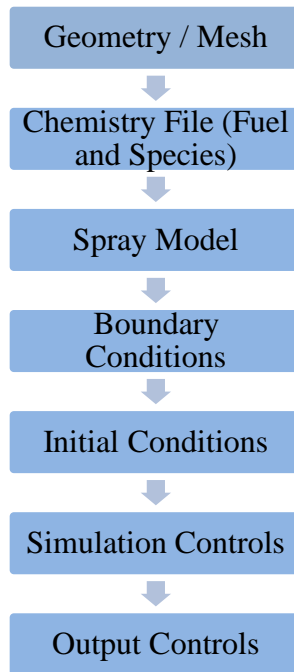 Geometry / Mesh
Chemistry File (Fuel
and Species)
Spray Model
Boundary
Conditions
Initial Conditions
Simulation Controls
Output Controls